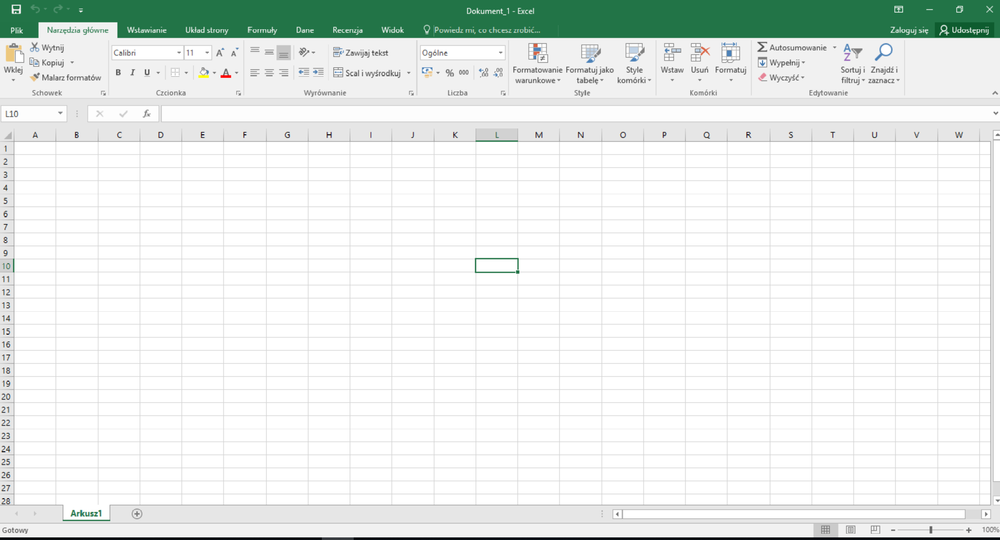 Dokument_1 - Excel
Plik Narzędzia główne Wstawianie Układ strony Formuły Dane Recenzja Widok Powiedz mi, co chcesz zrobić... Zaloguj się Udostępnij
Wklej
Wytnij
Kopiuj
Malarz formatów
Schowek
Calibri 11
B I U A
Czcionka
Zawijaj tekst
Scal i wyśrodkuj
Wyrównanie
Ogólne
% 000
Liczba
Formatowanie warunkowe
Formatuj jako tabelę
Style komórki
Style
Wstaw Usuń Formatuj
Komórki
Autosumowanie
Wypełnij
Wyczyść
Sortuj i filtruj
Znajdź i zaznacz
Edytowanie
L10 fx
A B C D E F G H I J K L M N O P Q R S T U V W
1
2
3
4
5
6
7
8
9
10
11
12
13
14
15
16
17
18
19
20
21
22
23
24
25
26
27
28
Arkusz1
Gotowy 100%